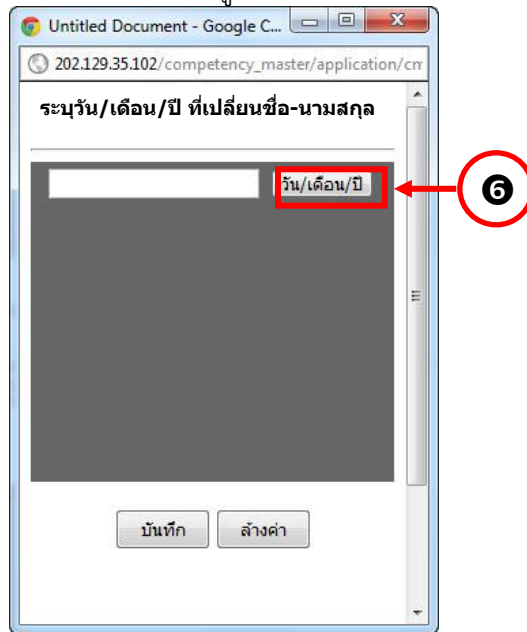 Untitled Document - Google C...
202.129.35.102/competency_master/application/cm
ระบุวัน/เดือน/ปี ที่เปลี่ยนชื่อ-นามสกุล
วัน/เดือน/ปี
6
บันทึก ล้างค่า